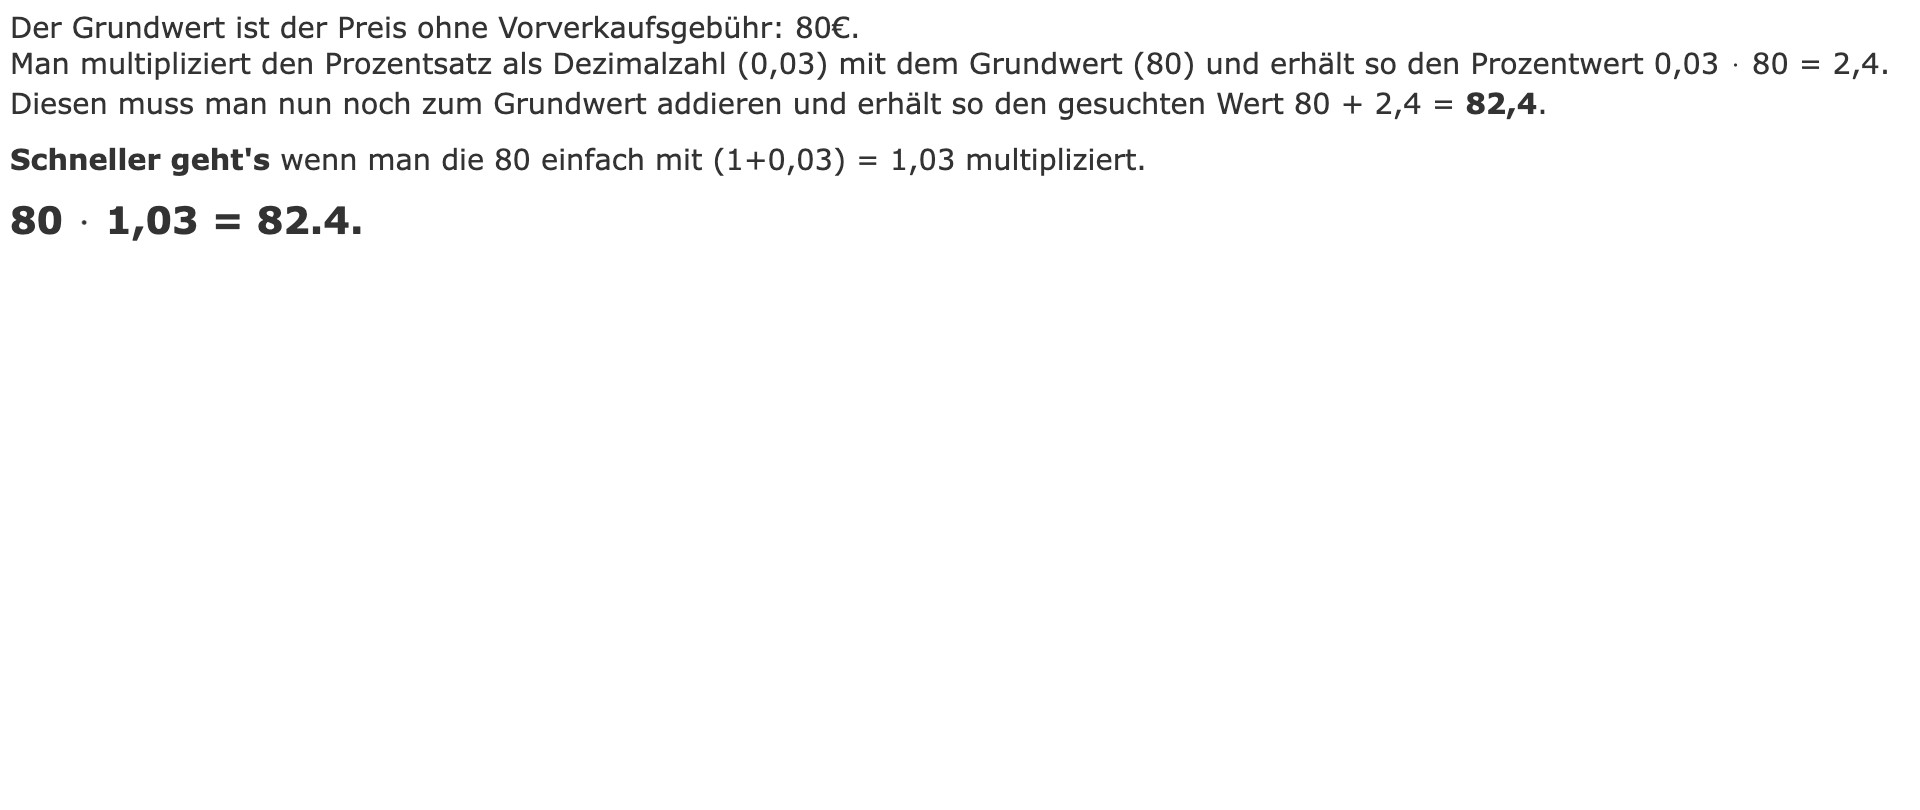 Der Grundwert ist der Preis ohne Vorverkaufsgebühr: 80€.
Man multipliziert den Prozentsatz als Dezimalzahl (0,03) mit dem Grundwert (80) und erhält so den Prozentwert 0,03 · 80 = 2,4.
Diesen muss man nun noch zum Grundwert addieren und erhält so den gesuchten Wert 80 + 2,4 = 82,4.
Schneller geht's wenn man die 80 einfach mit (1+0,03) = 1,03 multipliziert.
80 · 1,03 = 82.4.